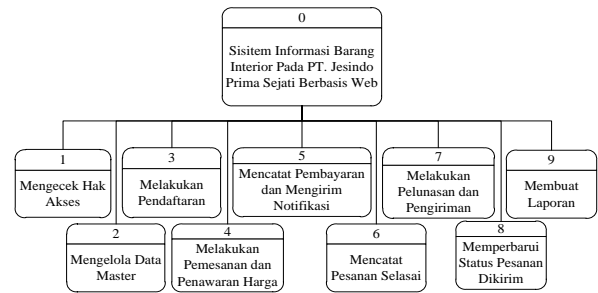 0
Sisitem Informasi Barang
Interior Pada PT. Jesindo
Prima Sejati Berbasis Web
1
Mengecek Hak
Akses
2
Mengelola Data
Master
3
Melakukan
Pendaftaran
4
Melakukan
Pemesanan dan
Penawaran Harga
5
Mencatat Pembayaran
dan Mengirim
Notifikasi
6
Mencatat
Pesanan Selasai
7
Melakukan
Pelunasan dan
Pengiriman
8
Memperbarui
Status Pesanan
Dikirim
9
Membuat
Laporan